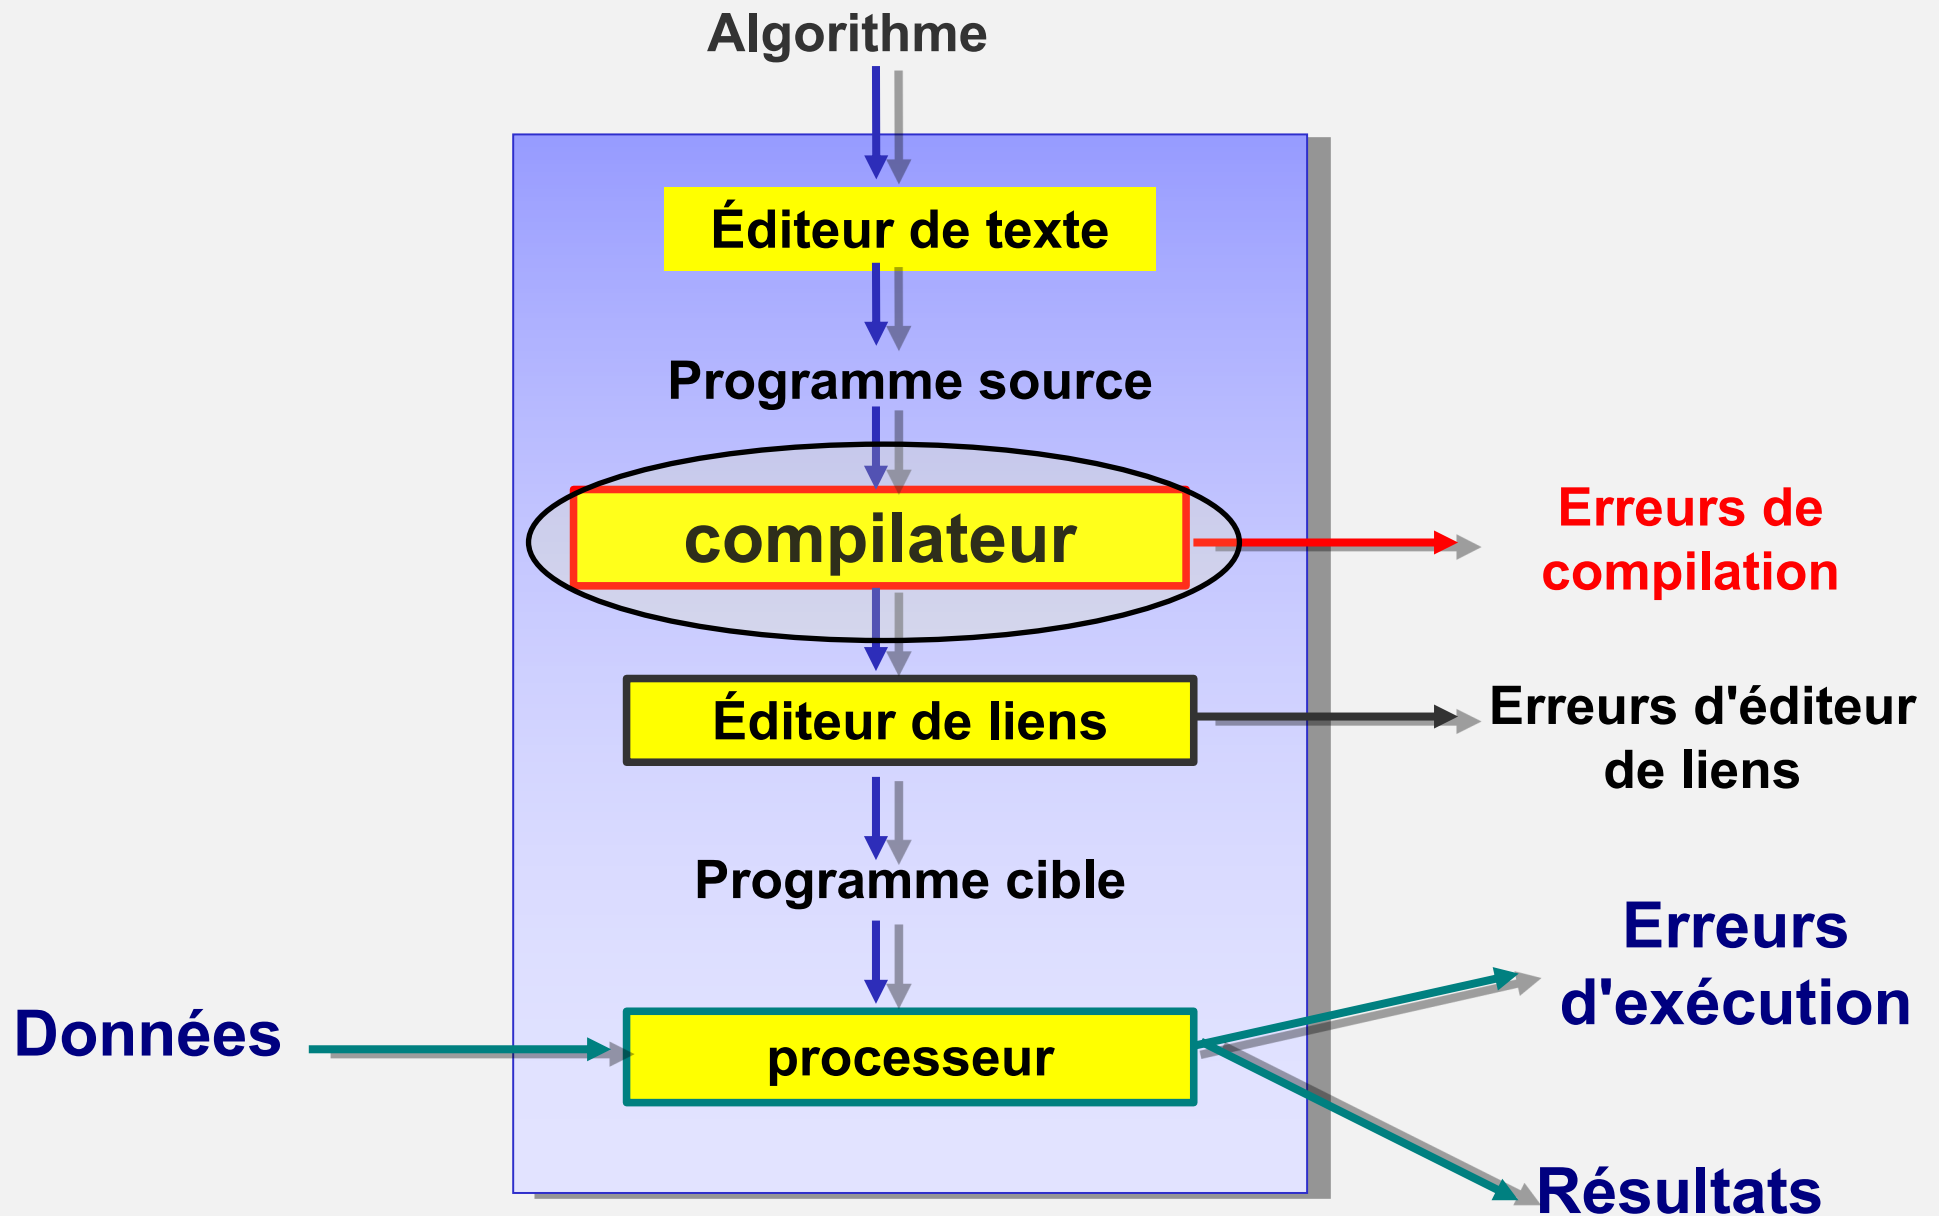 Algorithme
Éditeur de texte
Programme source
compilateur
Erreurs de
compilation
Éditeur de liens
Erreurs d'éditeur
de liens
Programme cible
Erreurs
d'exécution
Données
processeur
Résultats